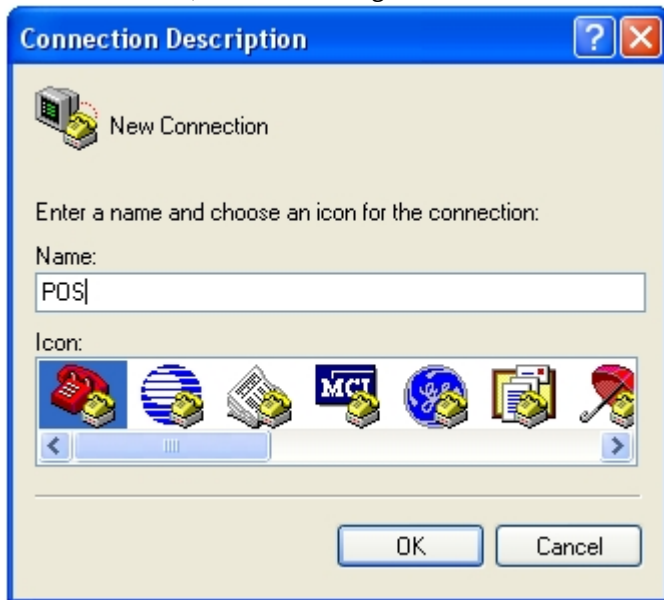 Connection Description
New Connection
Enter a name and choose an icon for the connection:
Name:
POS
Icon:
MCI
OK
Cancel